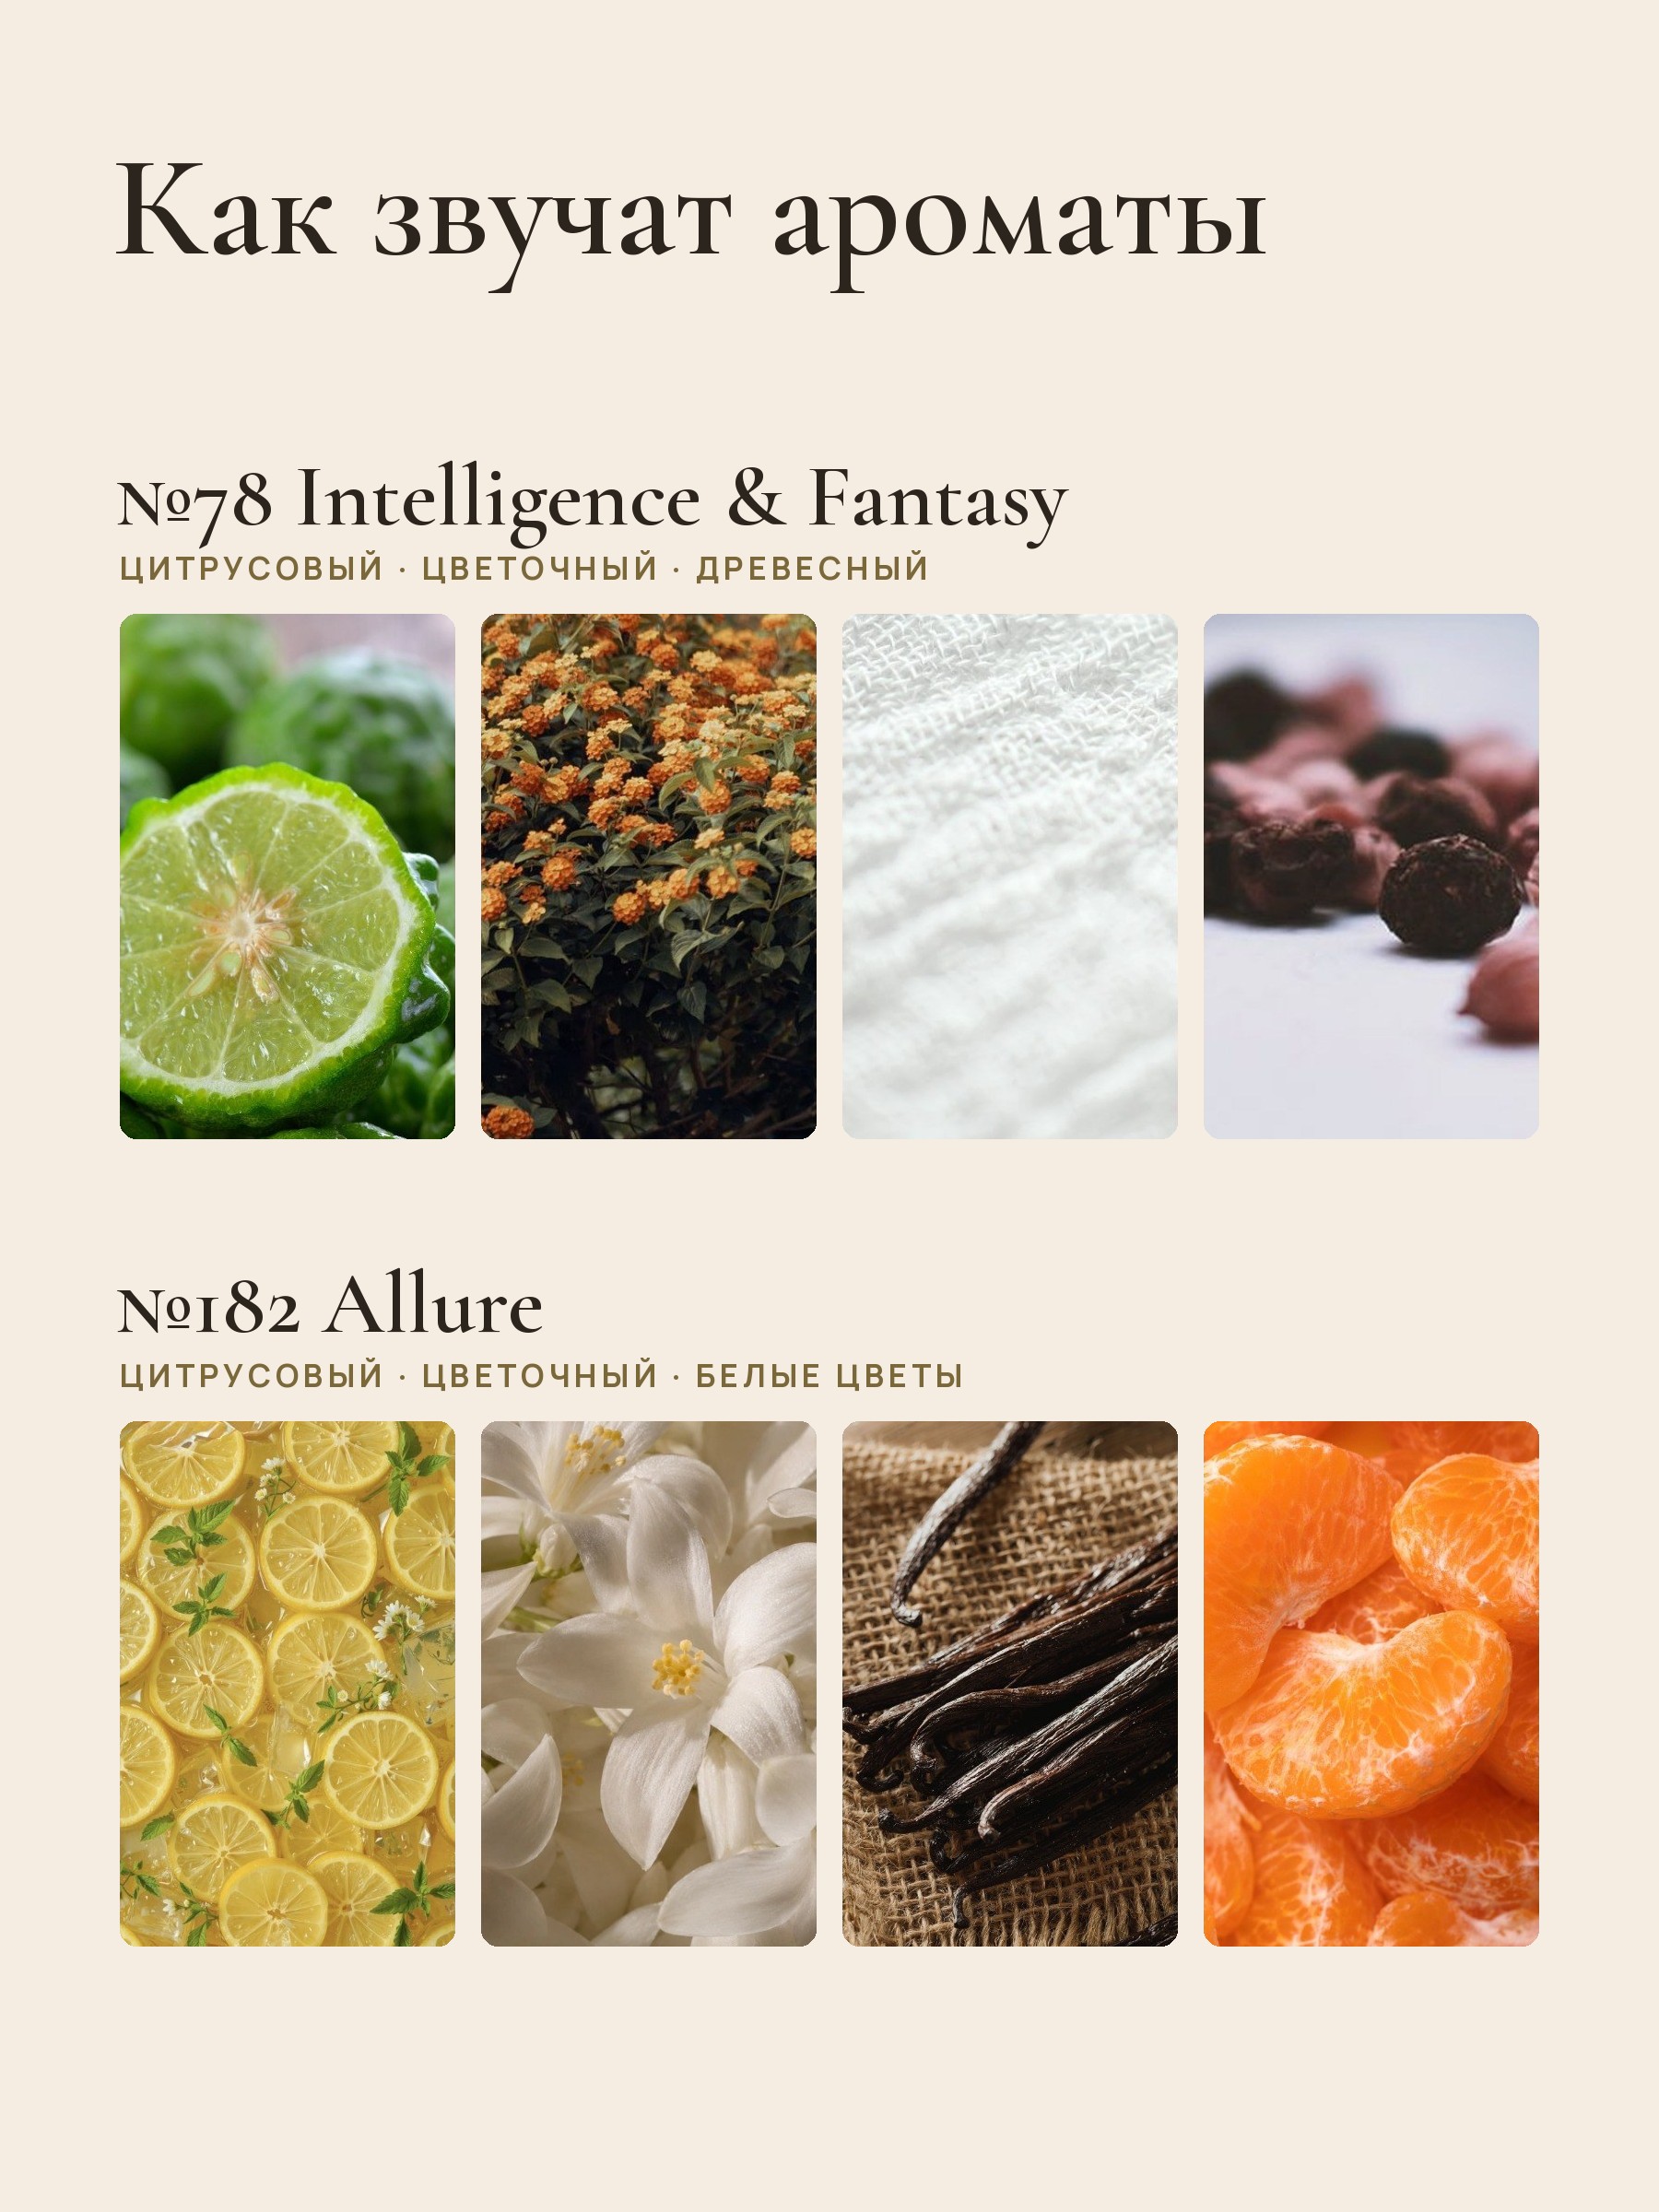 Как звучат ароматы
№78 Intelligence & Fantasy
ЦИТРУСОВЫЙ · ЦВЕТОЧНЫЙ · ДРЕВЕСНЫЙ
№182 Allure
ЦИТРУСОВЫЙ · ЦВЕТОЧНЫЙ · БЕЛЫЕ ЦВЕТЫ